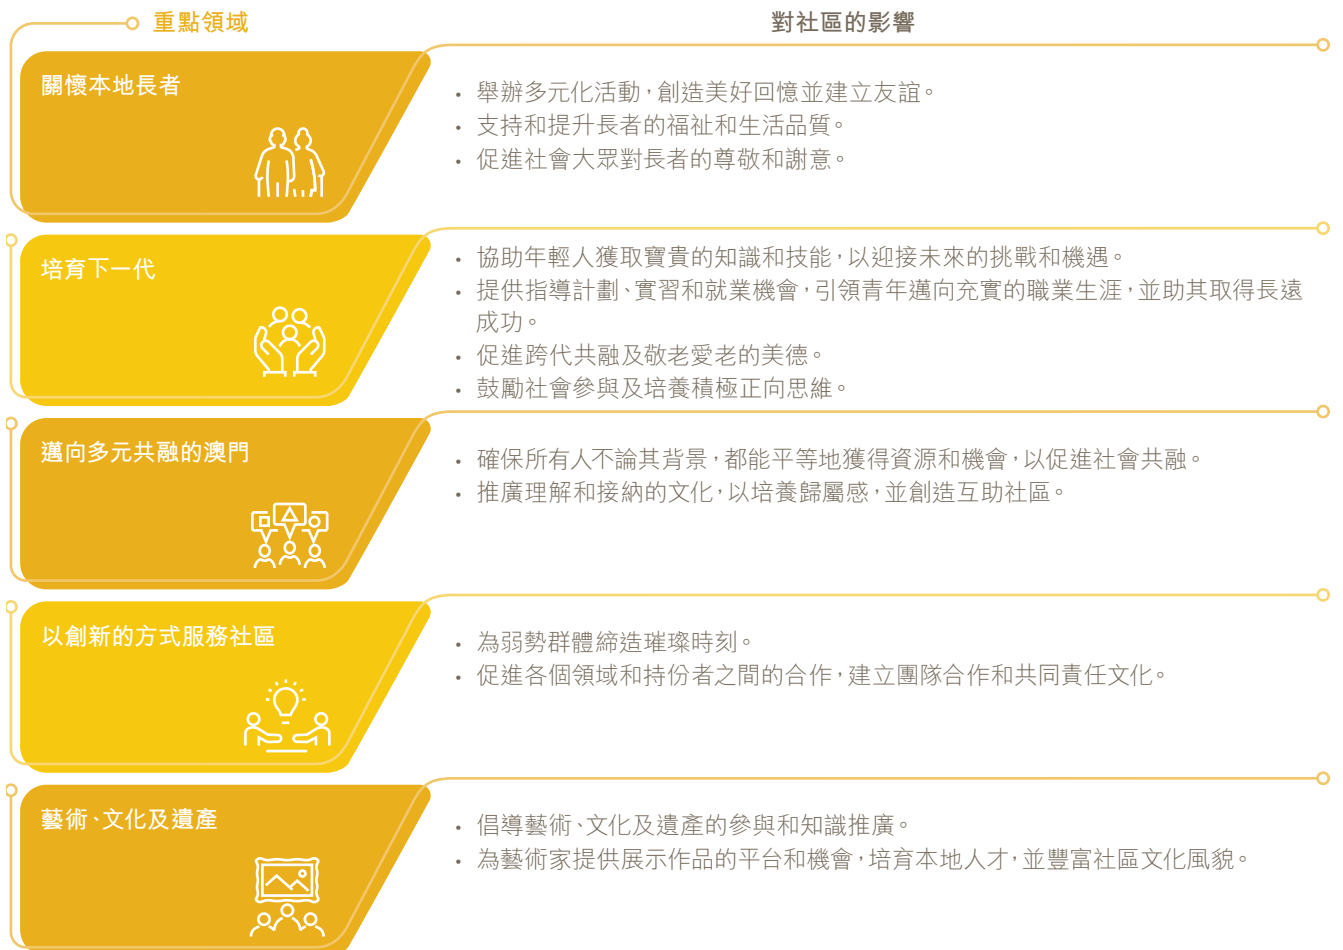 重點領域
對社區的影響
關懷本地長者
• 舉辦多元化活動，創造美好回憶並建立友誼。
• 支持和提升長者的福祉和生活品質。
• 促進社會大眾對長者的尊敬和謝意。
培育下一代
• 協助年輕人獲取寶貴的知識和技能，以迎接未來的挑戰和機遇。
• 提供指導計劃、實習和就業機會，引領青年邁向充實的職業生涯，並助其取得長遠
成功。
• 促進跨代共融及敬老愛老的美德。
• 鼓勵社會參與及培養積極正向思維。
邁向多元共融的澳門
• 確保所有人不論其背景，都能平等地獲得資源和機會，以促進社會共融。
• 推廣理解和接納的文化，以培養歸屬感，並創造互助社區。
以創新的方式服務社區
• 為弱勢群體締造璀璨時刻。
• 促進各個領域和持份者之間的合作，建立團隊合作和共同責任文化。
藝術、文化及遺產
• 倡導藝術、文化及遺產的參與和知識推廣。
• 為藝術家提供展示作品的平台和機會，培育本地人才，並豐富社區文化風貌。